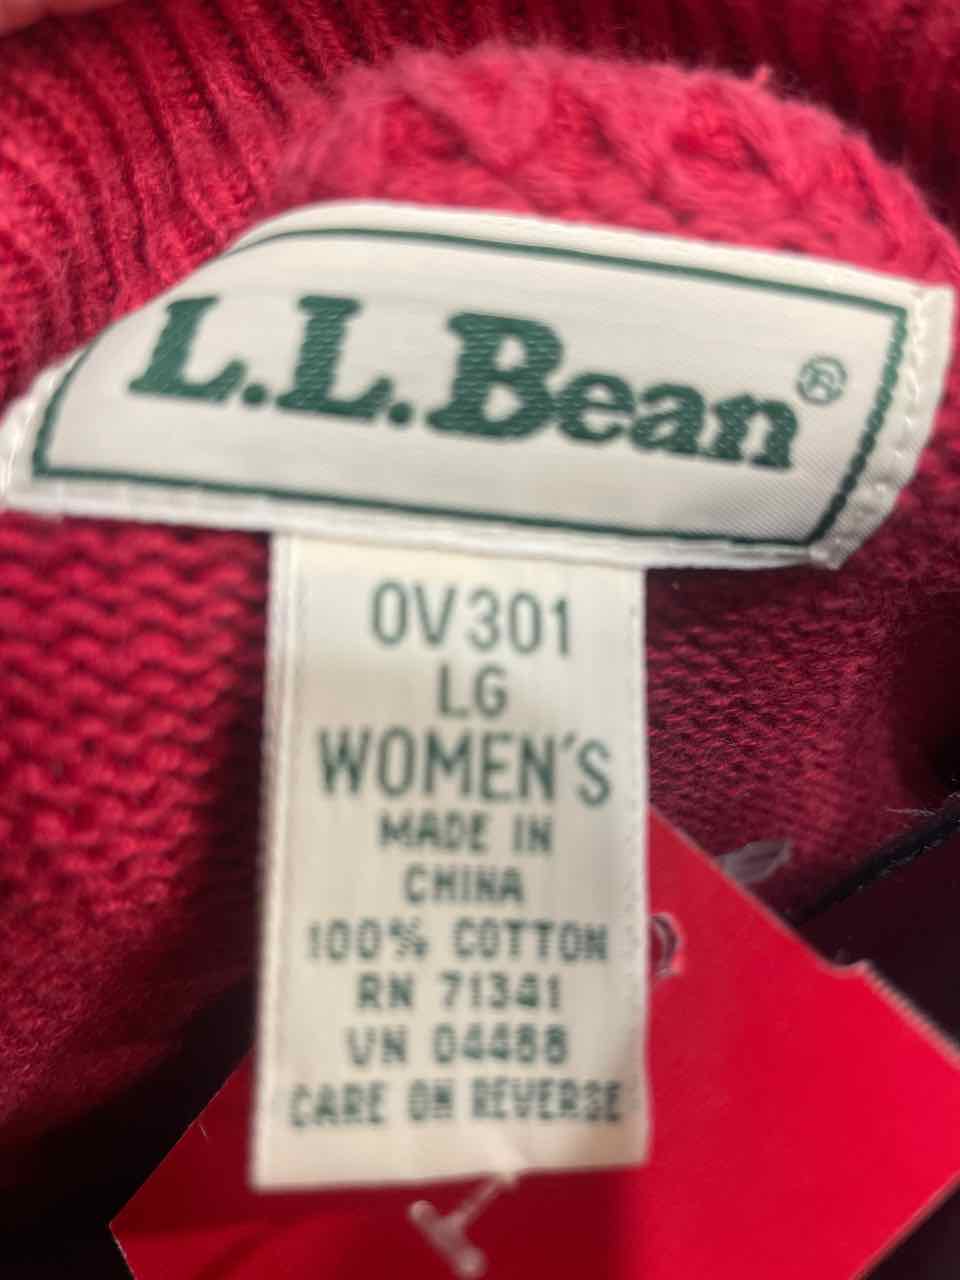 L.L.Bean®
0V301
LG
WOMEN'S
MADE IN
CHINA
100% COTTON
RN 71341
VN 04488
CARE ON REVERSE